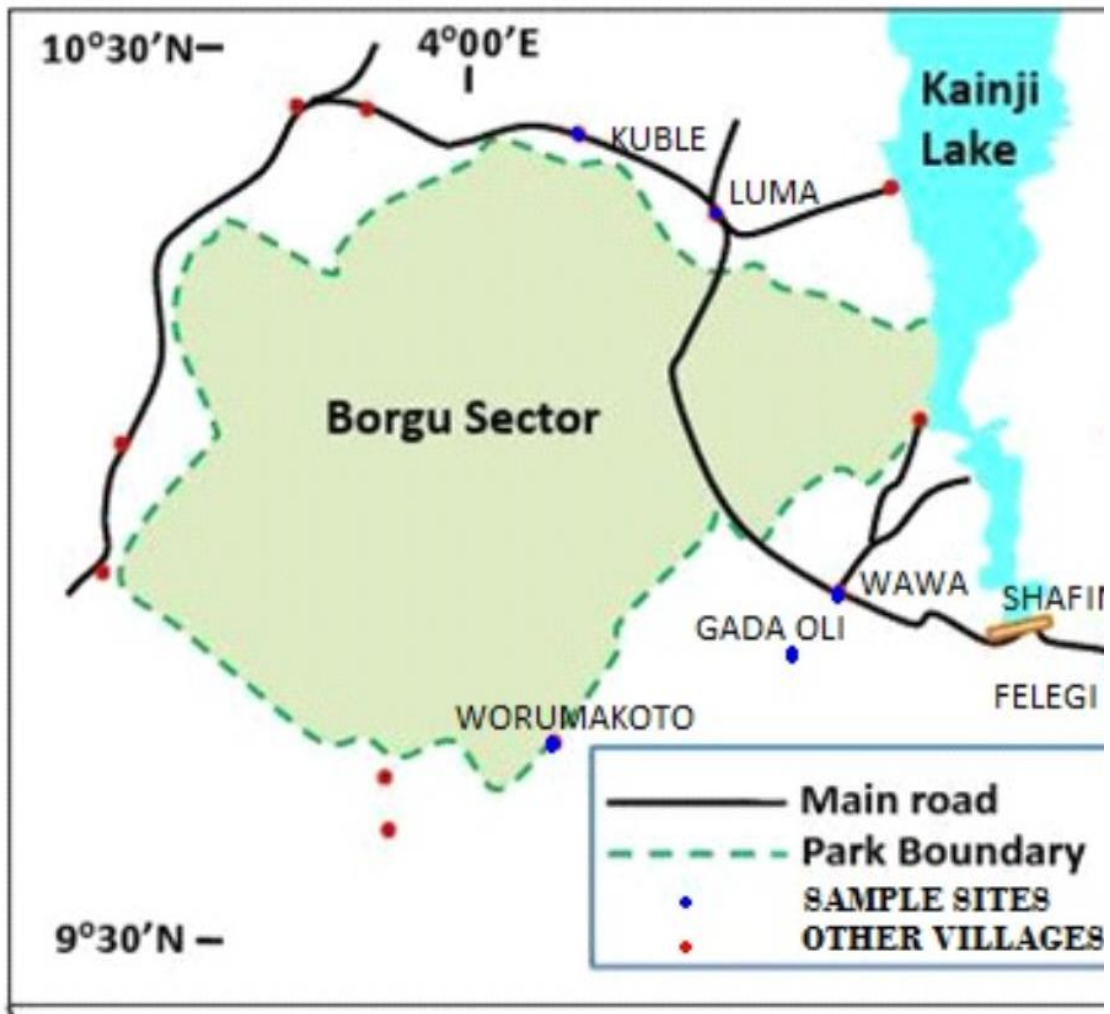 10°30'N
4°00'E
Kainji
Lake
KUBLE
LUMA
Borgu Sector
WAWA
SHAFIN
GADA OLI
FELEGI
WORUMAKOTO
Main road
Park Boundary
SAMPLE SITES
OTHER VILLAGES
9°30'N